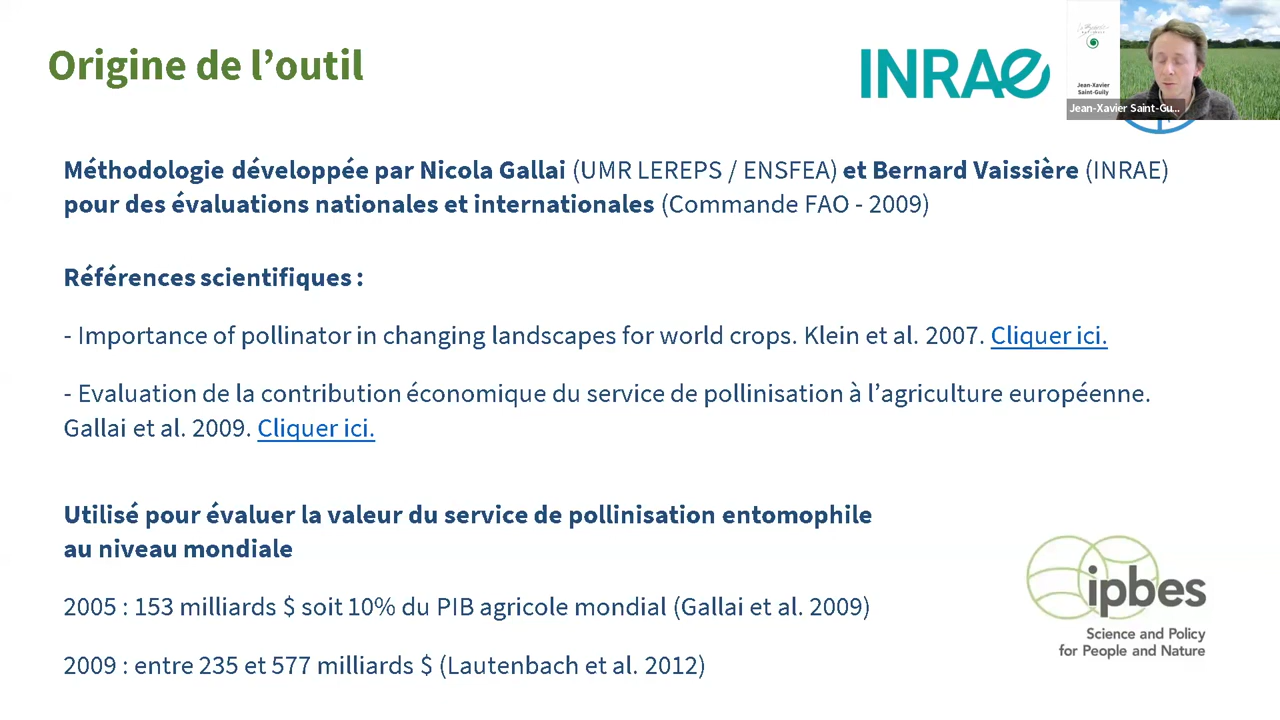 Origine de l'outil
INRAE
Jean-Xavier
Saint-Guily
Jean-Xavier Saint-Gu...
Méthodologie développée par Nicola Gallai (UMR LEREPS / ENSFEA) et Bernard Vaissière (INRAE)
pour des évaluations nationales et internationales (Commande FAO - 2009)
Références scientifiques :
- Importance of pollinator in changing landscapes for world crops. Klein et al. 2007. Cliquer ici.
- Evaluation de la contribution économique du service de pollinisation à l'agriculture européenne.
Gallai et al. 2009. Cliquer ici.
Utilisé pour évaluer la valeur du service de pollinisation entomophile
au niveau mondiale
2005 : 153 milliards $ soit 10% du PIB agricole mondial (Gallai et al. 2009)
2009 : entre 235 et 577 milliards $ (Lautenbach et al. 2012)
ipbes
Science and Policy
for People and Nature